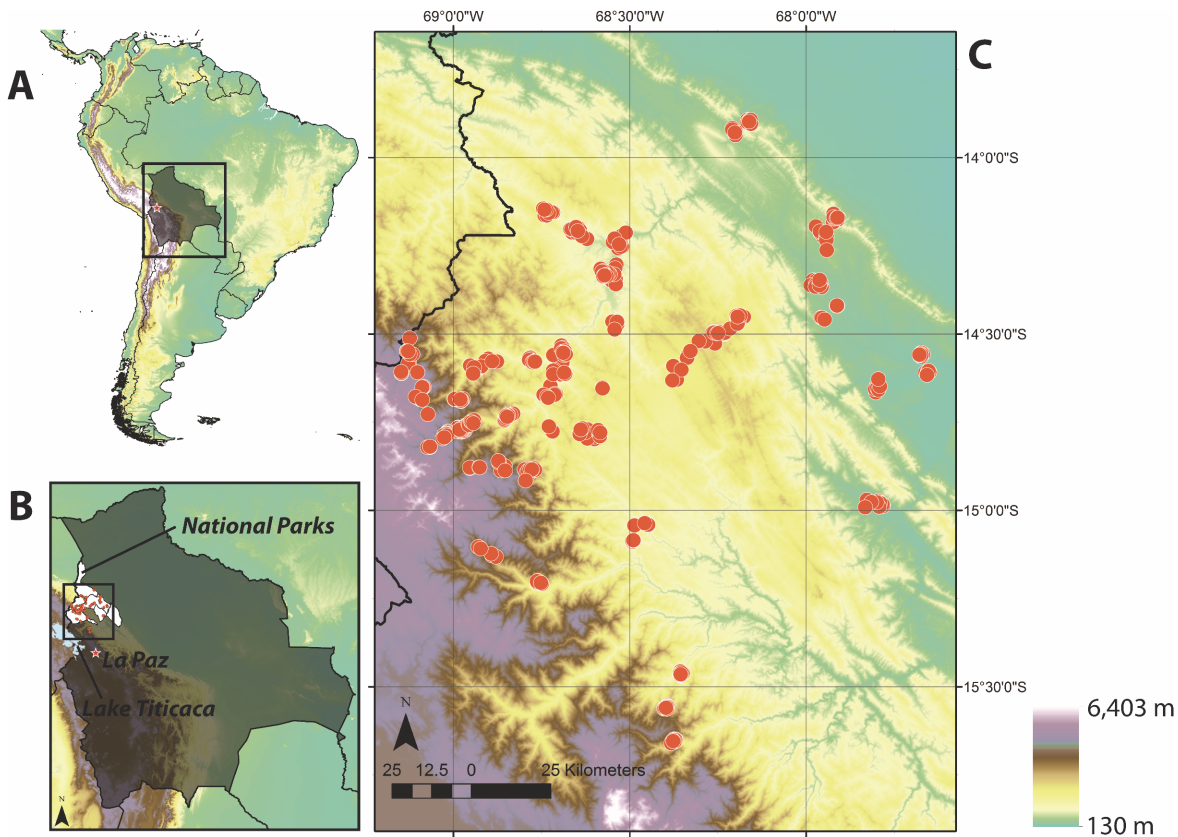 A
69°0'0"W 68°30'0"W 68°0'0"W
C
14°0'0"S
14°30'0"S
15°0'0"S
15°30'0"S
B
National Parks
La Paz
Lake Titicaca
N
N
25 12.5 0 25 Kilometers
6,403 m
130 m